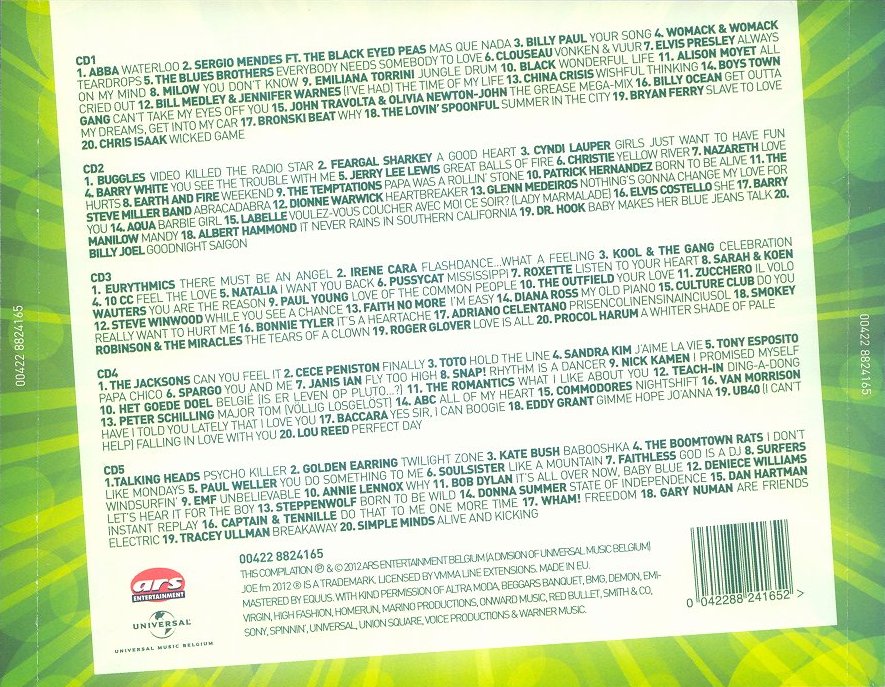 CD1
1. ABBA WATERLOO 2. SERGIO MENDES FT. THE BLACK EYED PEAS MAS QUE NADA 3. BILLY PAUL YOUR SONG 4. WOMACK & WOMACK
TEARDROPS 5. THE BLUES BROTHERS EVERYBODY NEEDS SOMEBODY TO LOVE 6. CLOUSEAU VONKEN & VUUR 7. ELVIS PRESLEY ALWAYS
ON MY MIND 8. MILOW YOU DON'T KNOW 9. EMILIANA TORRINI JUNGLE DRUM 10. BLACK WONDERFUL LIFE 11. ALISON MOYET ALL
CRIED OUT 12. BILL MEDLEY & JENNIFER WARNES (I'VE HAD) THE TIME OF MY LIFE 13. CHINA CRISIS WISHFUL THINKING 14. BOYS TOWN
GANG CAN'T TAKE MY EYES OFF YOU 15. JOHN TRAVOLTA & OLIVIA NEWTON-JOHN THE GREASE MEGA-MIX 16. BILLY OCEAN GET OUTTA
MY DREAMS, GET INTO MY CAR 17. BRONSKI BEAT WHY 18. THE LOVIN' SPOONFUL SUMMER IN THE CITY 19. BRYAN FERRY SLAVE TO LOVE
20. CHRIS ISAAK WICKED GAME
CD2
1. BUGGLES VIDEO KILLED THE RADIO STAR 2. FEARGAL SHARKEY A GOOD HEART 3. CYNDI LAUPER GIRLS JUST WANT TO HAVE FUN
4. BARRY WHITE YOU SEE THE TROUBLE WITH ME 5. JERRY LEE LEWIS GREAT BALLS OF FIRE 6. CHRISTIE YELLOW RIVER 7. NAZARETH LOVE
HURTS 8. EARTH AND FIRE WEEKEND 9. THE TEMPTATIONS PAPA WAS A ROLLIN' STONE 10. PATRICK HERNANDEZ BORN TO BE ALIVE 11. THE
STEVE MILLER BAND ABRACADABRA 12. DIONNE WARWICK HEARTBREAKER 13. GLENN MEDEIROS NOTHING'S GONNA CHANGE MY LOVE FOR
YOU 14. AQUA BARBIE GIRL 15. LABELLE VOULEZ-VOUS COUCHER AVEC MOI CE SOIR? (LADY MARMALADE) 16. ELVIS COSTELLO SHE 17. BARRY
MANILOW MANDY 18. ALBERT HAMMOND IT NEVER RAINS IN SOUTHERN CALIFORNIA 19. DR. HOOK BABY MAKES HER BLUE JEANS TALK 20.
BILLY JOEL GOODNIGHT SAIGON
CD3
1. EURYTHMICS THERE MUST BE AN ANGEL 2. IRENE CARA FLASHDANCE...WHAT A FEELING 3. KOOL & THE GANG CELEBRATION
4. 10 CC FEEL THE LOVE 5. NATALIA I WANT YOU BACK 6. PUSSYCAT MISSISSIPPI 7. ROXETTE LISTEN TO YOUR HEART 8. SARAH & KOEN
WAUTERS YOU ARE THE REASON 9. PAUL YOUNG LOVE OF THE COMMON PEOPLE 10. THE OUTFIELD YOUR LOVE 11. ZUCCHERO IL VOLO
12. STEVE WINWOOD WHILE YOU SEE A CHANCE 13. FAITH NO MORE I'M EASY 14. DIANA ROSS MY OLD PIANO 15. CULTURE CLUB DO YOU
REALLY WANT TO HURT ME 16. BONNIE TYLER IT'S A HEARTACHE 17. ADRIANO CELENTANO PRISENCOLINENSINAINCIUSOL 18. SMOKEY
ROBINSON & THE MIRACLES THE TEARS OF A CLOWN 19. ROGER GLOVER LOVE IS ALL 20. PROCOL HARUM A WHITER SHADE OF PALE
CD4
1. THE JACKSONS CAN YOU FEEL IT 2. CECE PENISTON FINALLY 3. TOTO HOLD THE LINE 4. SANDRA KIM J'AIME LA VIE 5. TONY ESPOSITO
PAPA CHICO 6. SPARGO YOU AND ME 7. JANIS IAN FLY TOO HIGH 8. SNAP! RHYTHM IS A DANCER 9. NICK KAMEN I PROMISED MYSELF
10. HET GOEDE DOEL BELGIË (IS ER LEVEN OP PLUTO...?) 11. THE ROMANTICS WHAT I LIKE ABOUT YOU 12. TEACH-IN DING-A-DONG
13. PETER SCHILLING MAJOR TOM (VÖLLIG LOSGELÖST) 14. ABC ALL OF MY HEART 15. COMMODORES NIGHTSHIFT 16. VAN MORRISON
HAVE I TOLD YOU LATELY THAT I LOVE YOU 17. BACCARA YES SIR, I CAN BOOGIE 18. EDDY GRANT GIMME HOPE JO'ANNA 19. UB40 (I CAN'T
HELP) FALLING IN LOVE WITH YOU 20. LOU REED PERFECT DAY
CD5
1.TALKING HEADS PSYCHO KILLER 2. GOLDEN EARRING TWILIGHT ZONE 3. KATE BUSH BABOOSHKA 4. THE BOOMTOWN RATS I DON'T
LIKE MONDAYS 5. PAUL WELLER YOU DO SOMETHING TO ME 6. SOULSISTER LIKE A MOUNTAIN 7. FAITHLESS GOD IS A DJ 8. SURFERS
WINDSURFIN' 9. EMF UNBELIEVABLE 10. ANNIE LENNOX WHY 11. BOB DYLAN IT'S ALL OVER NOW, BABY BLUE 12. DENIECE WILLIAMS
LET'S HEAR IT FOR THE BOY 13. STEPPENWOLF BORN TO BE WILD 14. DONNA SUMMER STATE OF INDEPENDENCE 15. DAN HARTMAN
INSTANT REPLAY 16. CAPTAIN & TENNILLE DO THAT TO ME ONE MORE TIME 17. WHAM! FREEDOM 18. GARY NUMAN ARE FRIENDS
ELECTRIC 19. TRACEY ULLMAN BREAKAWAY 20. SIMPLE MINDS ALIVE AND KICKING
00422 8824165
THIS COMPILATION ℗ & © 2012 ARS ENTERTAINMENT BELGIUM (A DIVISION OF UNIVERSAL MUSIC BELGIUM)
JOE fm 2012 ® IS A TRADEMARK. LICENSED BY VMMA LINE EXTENSIONS. MADE IN EU.
MASTERED BY EQUUS. WITH KIND PERMISSION OF ALTRA MODA, BEGGARS BANQUET, BMG, DEMON, EMI-
VIRGIN, HIGH FASHION, HOMERUN, MARINO PRODUCTIONS, ONWARD MUSIC, RED BULLET, SMITH & CO,
SONY, SPINNIN', UNIVERSAL, UNION SQUARE, VOICE PRODUCTIONS & WARNER MUSIC.
ars
ENTERTAINMENT
UNIVERSAL
UNIVERSAL MUSIC BELGIUM
0 042288 241652 >
00422 8824165
00422 8824165